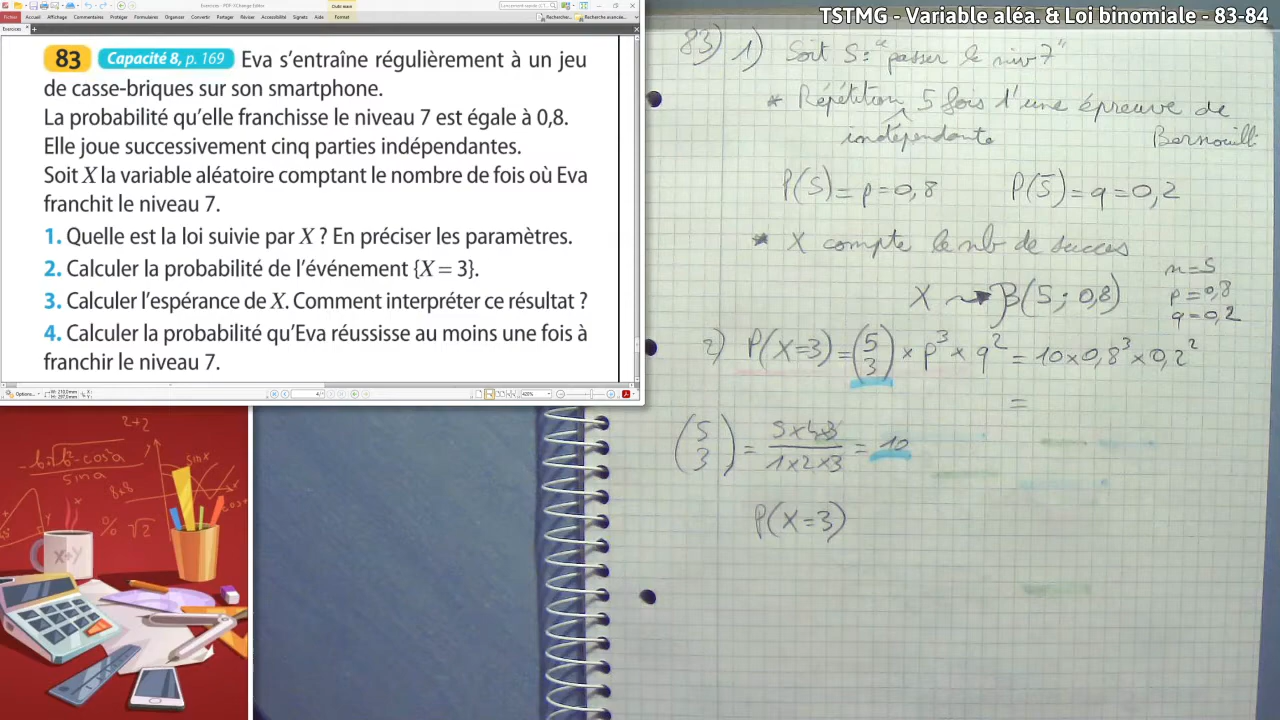 TSTMG - Variable aléa. & Loi binomiale - 83-84
83 Capacité 8, p. 169 Eva s'entraîne régulièrement à un jeu
de casse-briques sur son smartphone.
La probabilité qu'elle franchisse le niveau 7 est égale à 0,8.
Elle joue successivement cinq parties indépendantes.
Soit X la variable aléatoire comptant le nombre de fois où Eva
franchit le niveau 7.
1. Quelle est la loi suivie par X ? En préciser les paramètres.
2. Calculer la probabilité de l'événement {X = 3}.
3. Calculer l'espérance de X. Comment interpréter ce résultat ?
4. Calculer la probabilité qu'Eva réussisse au moins une fois à
franchir le niveau 7.
83) 1) Soit S: "passer le niv 7"
* Répétition 5 fois d'une épreuve de
indépendante Bernouilli
P(S) = p = 0,8 P(S̅) = q = 0,2
* X compte le nb de succes
X → B(5 ; 0,8)
n = 5
p = 0,8
q = 0,2
2) P(X=3) = (5 3) × p³ × q² = 10 × 0,8³ × 0,2²
=
(5 3) = 5×4×3 / 1×2×3 = 10
P(X=3)